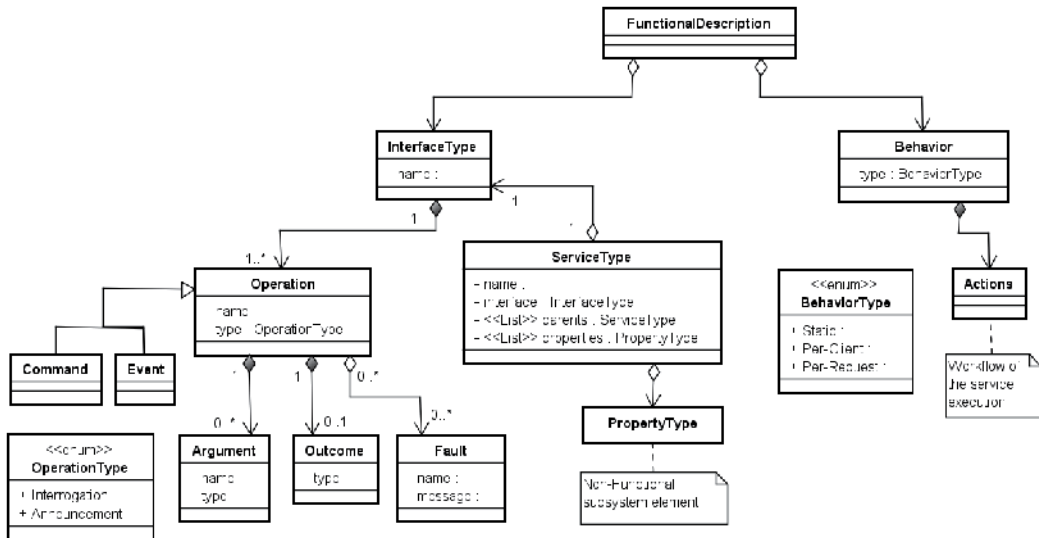 FunctionalDescription
InterfaceType
name :
Behavior
type : BehaviorType
1
1
1..*
Operation
name
type : OperationType
ServiceType
name :
interface : InterfaceType
<<List>> parents : ServiceType
<<List>> properties : PropertyType
<<enum>>
BehaviorType
+ Static :
+ Per-Client :
+ Per-Request :
Actions
Workflow of
the service
execution
Command
Event
1
1
0..*
0..*
0..1
0..*
<<enum>>
OperationType
+ Interrogation
+ Announcement
Argument
name
type
Outcome
type
Fault
name :
message :
PropertyType
Non-Functional
subsystem element